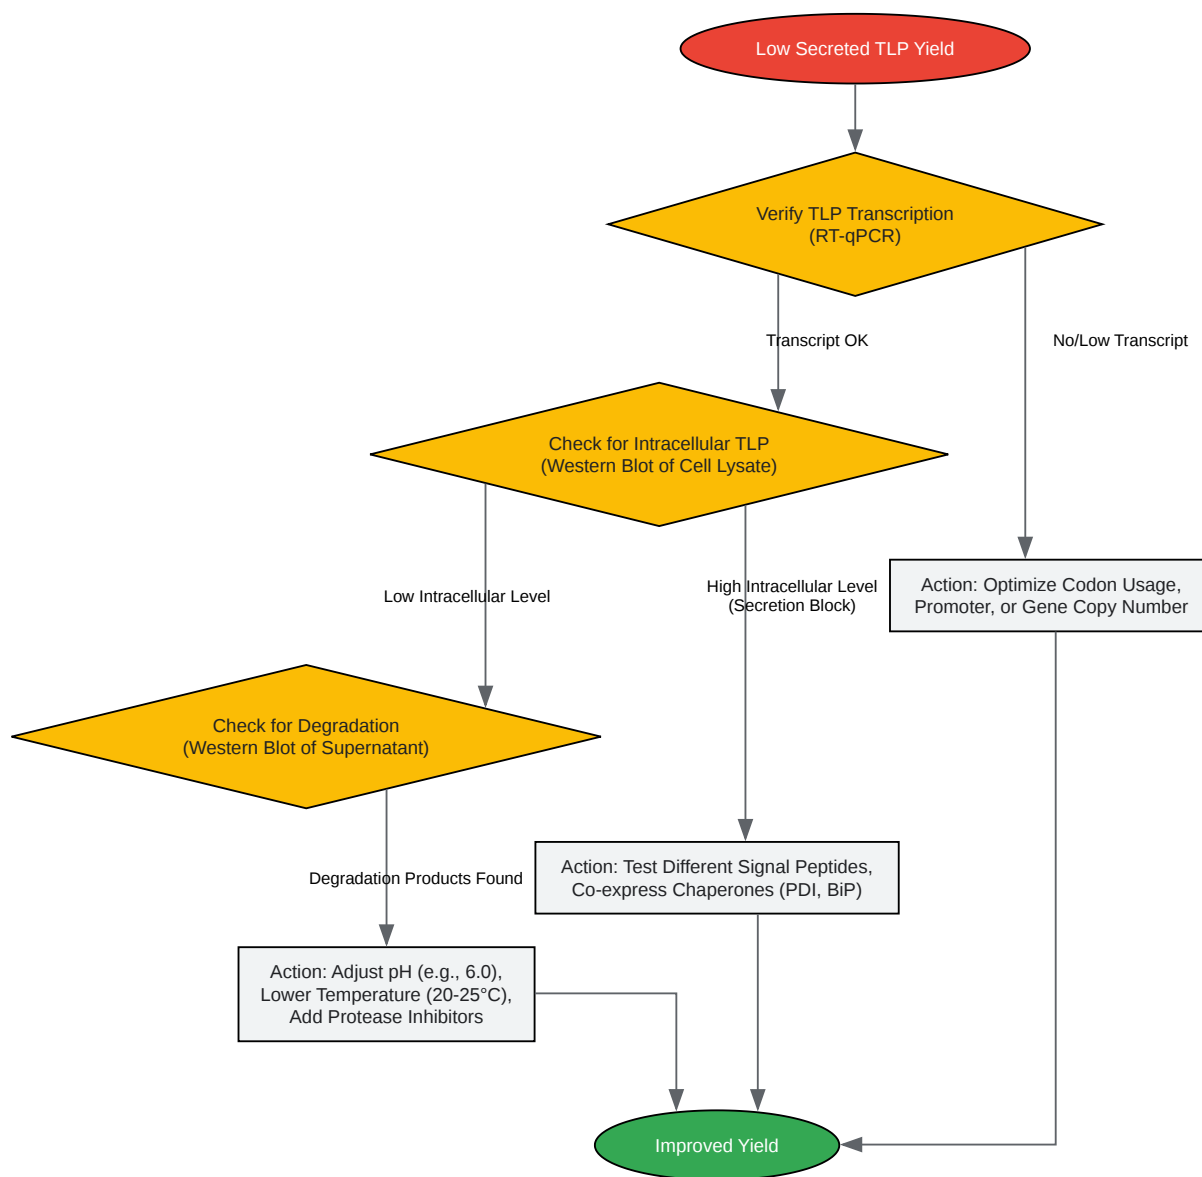 Low Secreted TLP Yield
Verify TLP Transcription
(RT-qPCR)
Transcript OK
No/Low Transcript
Check for Intracellular TLP
(Western Blot of Cell Lysate)
Low Intracellular Level
High Intracellular Level
(Secretion Block)
Action: Optimize Codon Usage,
Promoter, or Gene Copy Number
Check for Degradation
(Western Blot of Supernatant)
Degradation Products Found
Action: Test Different Signal Peptides,
Co-express Chaperones (PDI, BiP)
Action: Adjust pH (e.g., 6.0),
Lower Temperature (20-25°C),
Add Protease Inhibitors
Improved Yield